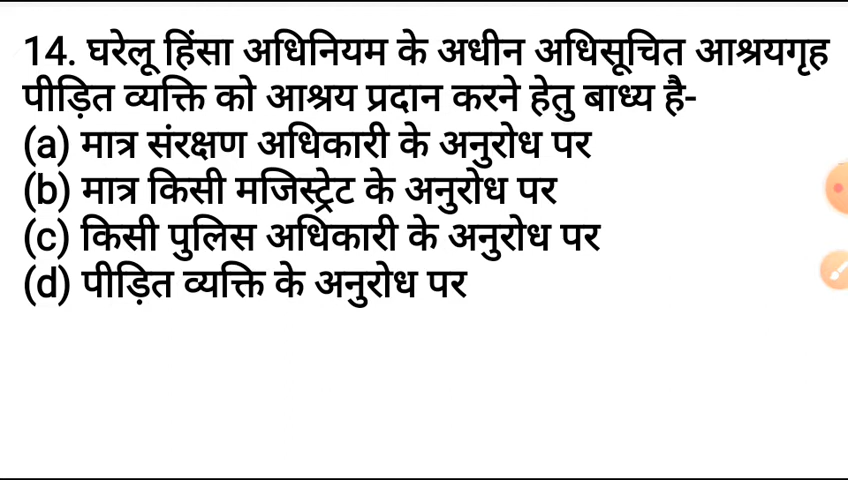 14. घरेलू हिंसा अधिनियम के अधीन अधिसूचित आश्रयगृह
पीड़ित व्यक्ति को आश्रय प्रदान करने हेतु बाध्य है-
(a) मात्र संरक्षण अधिकारी के अनुरोध पर
(b) मात्र किसी मजिस्ट्रेट के अनुरोध पर
(c) किसी पुलिस अधिकारी के अनुरोध पर
(d) पीड़ित व्यक्ति के अनुरोध पर